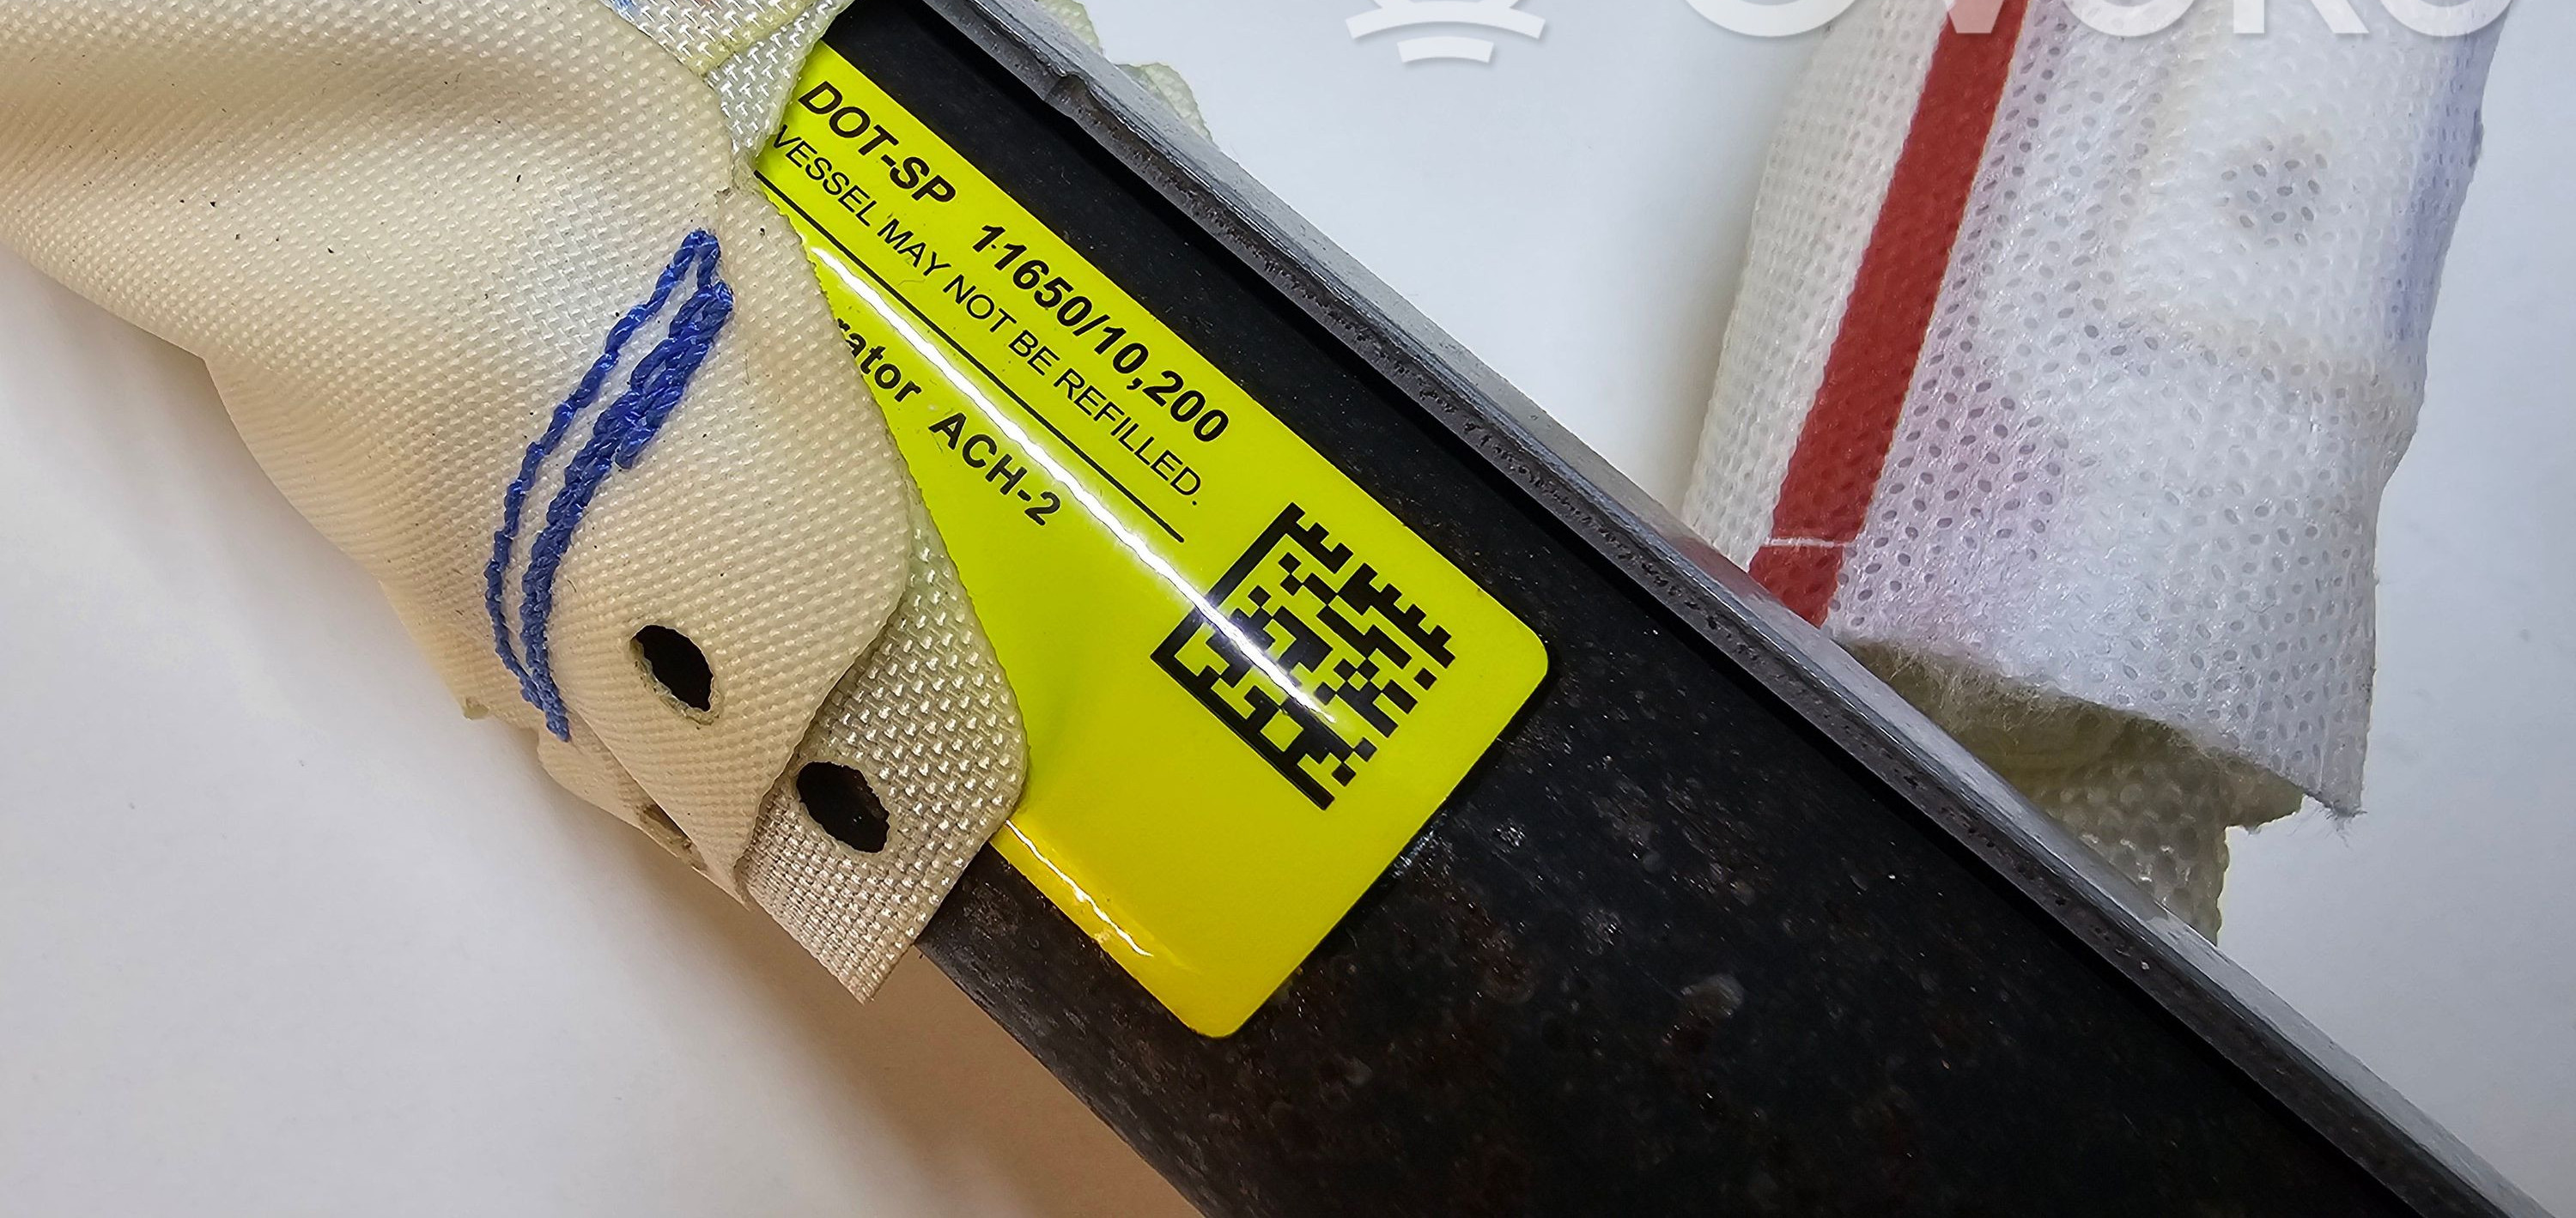 DOT-SP 11650/10,200
VESSEL MAY NOT BE REFILLED.
rator ACH-2